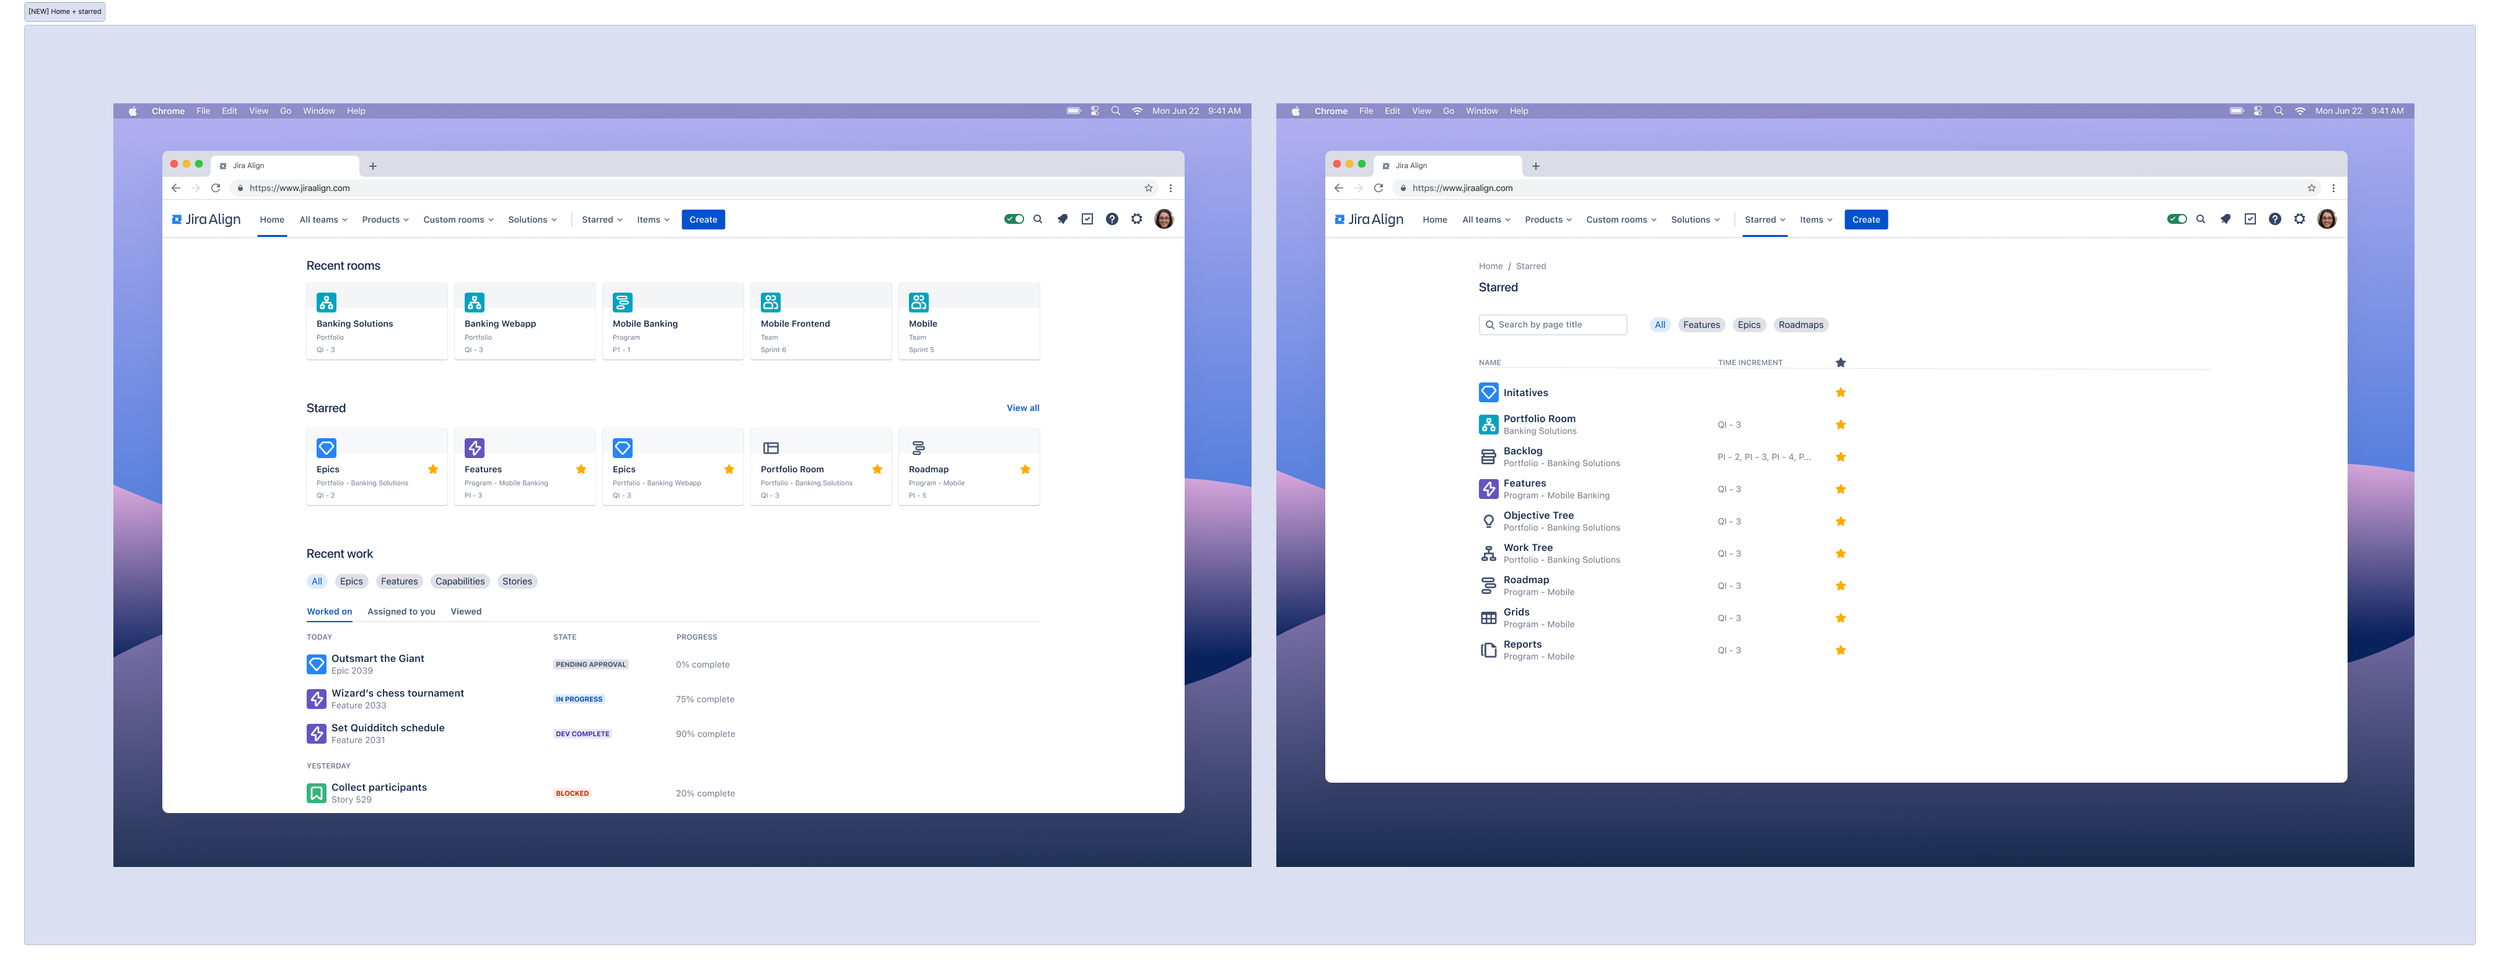 [NEW] Home + starred
Chrome File Edit View Go Window Help
Mon Jun 22 9:41 AM
Jira Align
https://www.jiraalign.com
Jira Align Home All teams Products Custom rooms Solutions Starred Items Create
Recent rooms
Banking Solutions
Portfolio
QI - 3
Banking Webapp
Portfolio
QI - 3
Mobile Banking
Program
P1 - 1
Mobile Frontend
Team
Sprint 6
Mobile
Team
Sprint 5
Starred View all
Epics
Portfolio - Banking Solutions
QI - 2
Features
Program - Mobile Banking
PI - 3
Epics
Portfolio - Banking Webapp
QI - 3
Portfolio Room
Portfolio - Banking Solutions
QI - 3
Roadmap
Program - Mobile
PI - 5
Recent work
All Epics Features Capabilities Stories
Worked on Assigned to you Viewed
TODAY STATE PROGRESS
Outsmart the Giant
Epic 2039
PENDING APPROVAL 0% complete
Wizard's chess tournament
Feature 2033
IN PROGRESS 75% complete
Set Quidditch schedule
Feature 2031
DEV COMPLETE 90% complete
YESTERDAY
Collect participants
Story 529
BLOCKED 20% complete
Chrome File Edit View Go Window Help
Mon Jun 22 9:41 AM
Jira Align
https://www.jiraalign.com
Jira Align Home All teams Products Custom rooms Solutions Starred Items Create
Home / Starred
Starred
Search by page title All Features Epics Roadmaps
NAME TIME INCREMENT
Initatives
Portfolio Room
Banking Solutions
QI - 3
Backlog
Portfolio - Banking Solutions
PI - 2, PI - 3, PI - 4, P...
Features
Program - Mobile Banking
QI - 3
Objective Tree
Portfolio - Banking Solutions
QI - 3
Work Tree
Portfolio - Banking Solutions
QI - 3
Roadmap
Program - Mobile
QI - 3
Grids
Program - Mobile
QI - 3
Reports
Program - Mobile
QI - 3